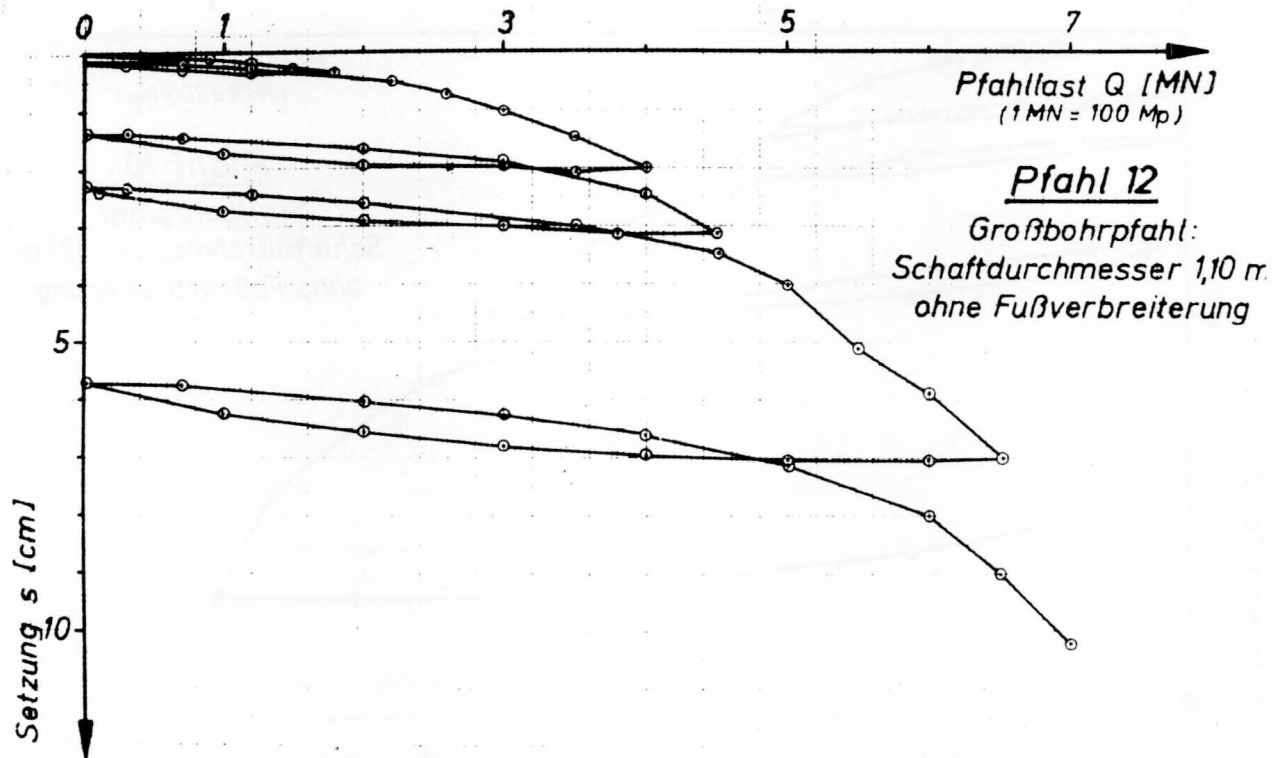 0 1 3 5 7
Pfahllast Q [MN]
(1 MN = 100 Mp)
Pfahl 12
Großbohrpfahl:
Schaftdurchmesser 1,10 m
ohne Fußverbreiterung
5
10
Setzung s [cm]